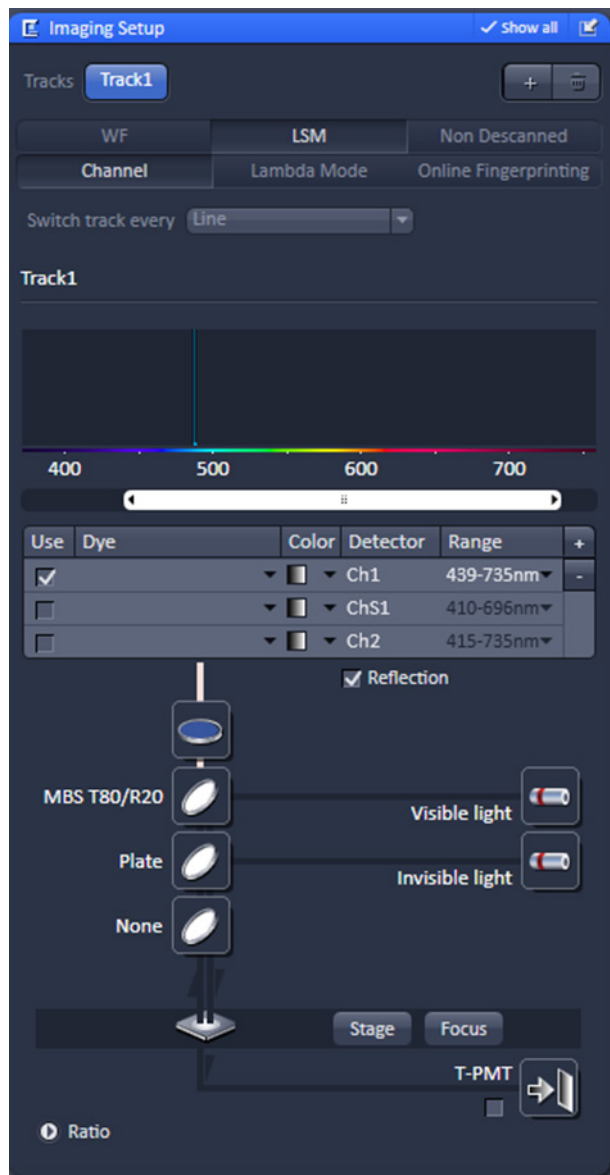 Imaging Setup Show all
Tracks Track1 +
WF LSM Non Descanned
Channel Lambda Mode Online Fingerprinting
Switch track every Line
Track1
400 500 600 700
Use Dye Color Detector Range +
Ch1 439-735nm -
ChS1 410-696nm
Ch2 415-735nm
Reflection
MBS T80/R20
Visible light
Plate
Invisible light
None
Stage Focus
T-PMT
Ratio